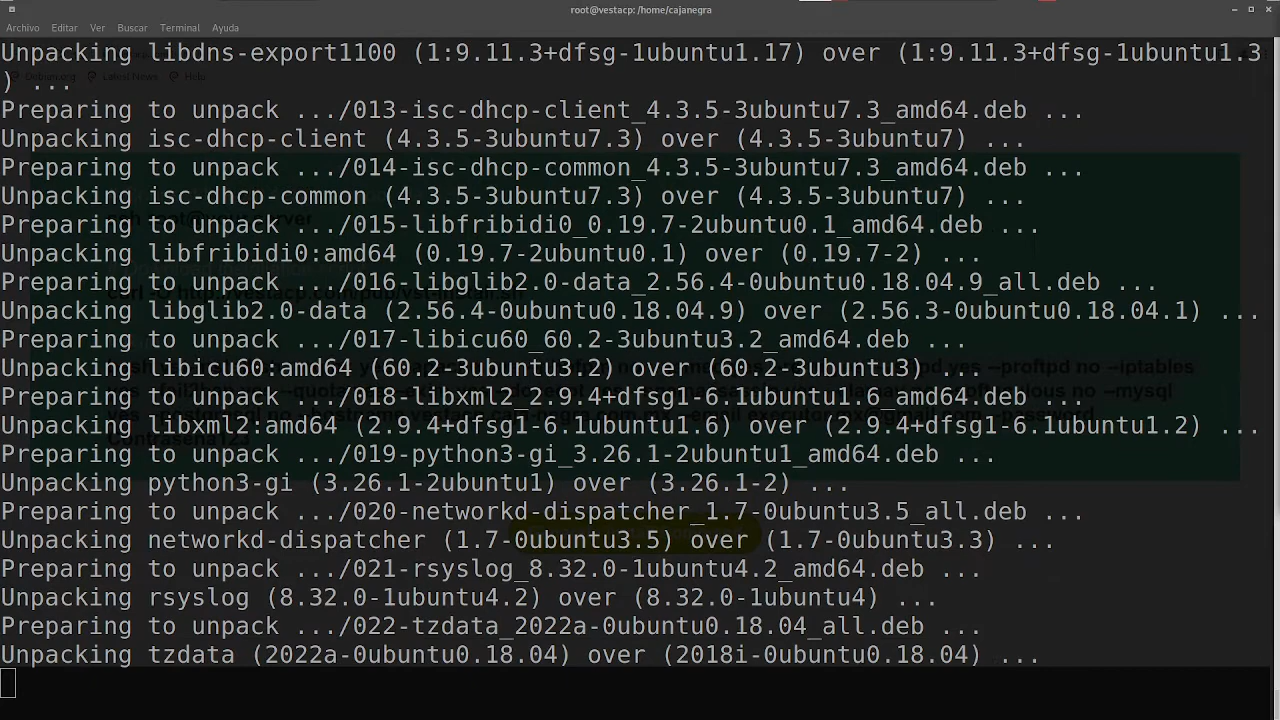 root@vestacp: /home/cajanegra
Archivo Editar Ver Buscar Terminal Ayuda
Unpacking libdns-export1100 (1:9.11.3+dfsg-1ubuntu1.17) over (1:9.11.3+dfsg-1ubuntu1.3
) ...
Debian.org Latest News Help
Preparing to unpack .../013-isc-dhcp-client_4.3.5-3ubuntu7.3_amd64.deb ...
Unpacking isc-dhcp-client (4.3.5-3ubuntu7.3) over (4.3.5-3ubuntu7) ...
Preparing to unpack .../014-isc-dhcp-common_4.3.5-3ubuntu7.3_amd64.deb ...
Unpacking isc-dhcp-common (4.3.5-3ubuntu7.3) over (4.3.5-3ubuntu7) ...
Preparing to unpack .../015-libfribidi0_0.19.7-2ubuntu0.1_amd64.deb ...
Unpacking libfribidi0:amd64 (0.19.7-2ubuntu0.1) over (0.19.7-2) ...
Preparing to unpack .../016-libglib2.0-data_2.56.4-0ubuntu0.18.04.9_all.deb ...
Unpacking libglib2.0-data (2.56.4-0ubuntu0.18.04.9) over (2.56.3-0ubuntu0.18.04.1) ...
Preparing to unpack .../017-libicu60_60.2-3ubuntu3.2_amd64.deb ...
Unpacking libicu60:amd64 (60.2-3ubuntu3.2) over (60.2-3ubuntu3) ...
yes --proftpd no --iptables
Preparing to unpack .../018-libxml2_2.9.4+dfsg1-6.1ubuntu1.6_amd64.deb ...
no --mysql
Unpacking libxml2:amd64 (2.9.4+dfsg1-6.1ubuntu1.6) over (2.9.4+dfsg1-6.1ubuntu1.2) ...
Contrasena123
Preparing to unpack .../019-python3-gi_3.26.1-2ubuntu1_amd64.deb ...
Unpacking python3-gi (3.26.1-2ubuntu1) over (3.26.1-2) ...
Preparing to unpack .../020-networkd-dispatcher_1.7-0ubuntu3.5_all.deb ...
Unpacking networkd-dispatcher (1.7-0ubuntu3.5) over (1.7-0ubuntu3.3) ...
Preparing to unpack .../021-rsyslog_8.32.0-1ubuntu4.2_amd64.deb ...
Unpacking rsyslog (8.32.0-1ubuntu4.2) over (8.32.0-1ubuntu4) ...
Preparing to unpack .../022-tzdata_2022a-0ubuntu0.18.04_all.deb ...
Unpacking tzdata (2022a-0ubuntu0.18.04) over (2018i-0ubuntu0.18.04) ...